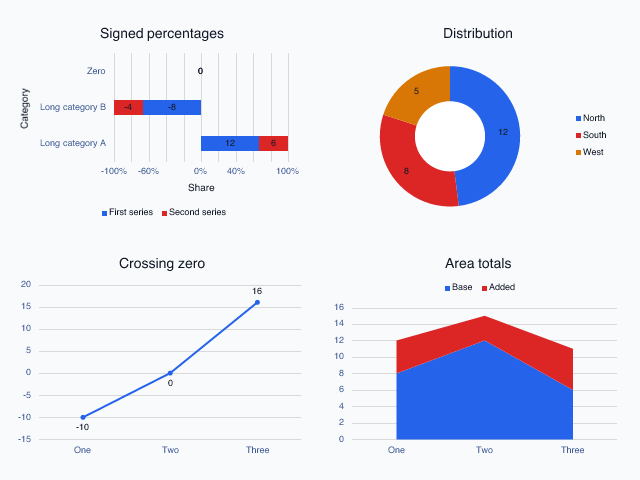 Signed percentages
Category
Zero
0
Long category B
-4
-8
Long category A
12
6
-100%
-60%
0%
40%
100%
Share
First series
Second series
Distribution
5
12
8
North
South
West
Crossing zero
20
15
10
5
0
-5
-10
-15
16
0
-10
One
Two
Three
Area totals
Base
Added
16
14
12
10
8
6
4
2
0
One
Two
Three